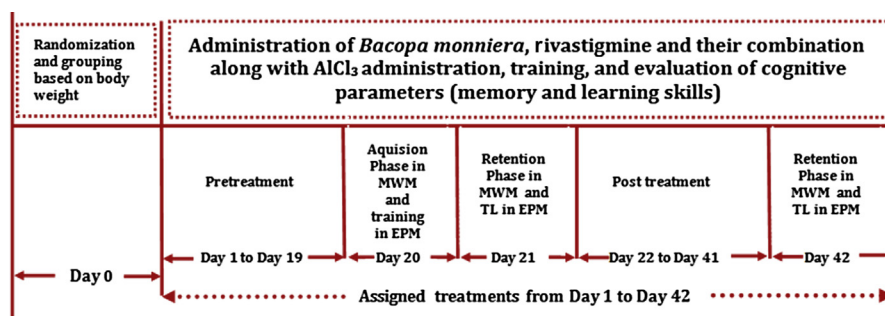 Randomization
and grouping
based on body
weight
Administration of Bacopa monniera, rivastigmine and their combination
along with AlCl₃ administration, training, and evaluation of cognitive
parameters (memory and learning skills)
Pretreatment
Aquision
Phase in
MWM
and
training
in EPM
Retention
Phase in
MWM and
TL in EPM
Post treatment
Retention
Phase in
MWM and
TL in EPM
Day 0
Day 1 to Day 19
Day 20
Day 21
Day 22 to Day 41
Day 42
Assigned treatments from Day 1 to Day 42